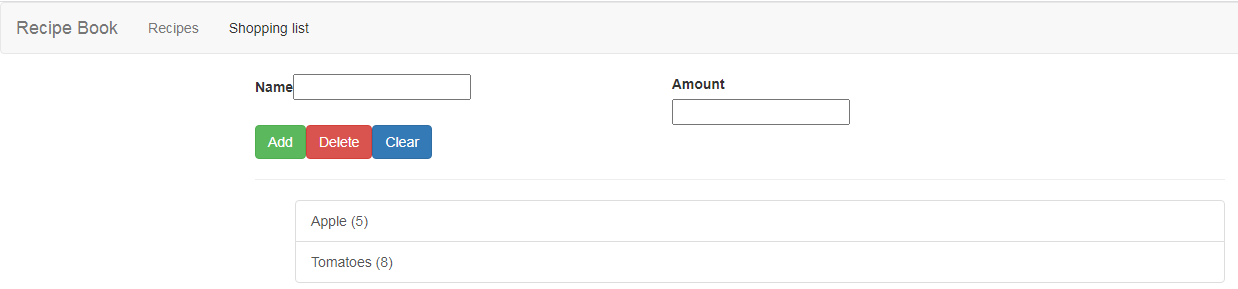 Recipe Book Recipes Shopping list
Name Amount
Add Delete Clear
Apple (5)
Tomatoes (8)